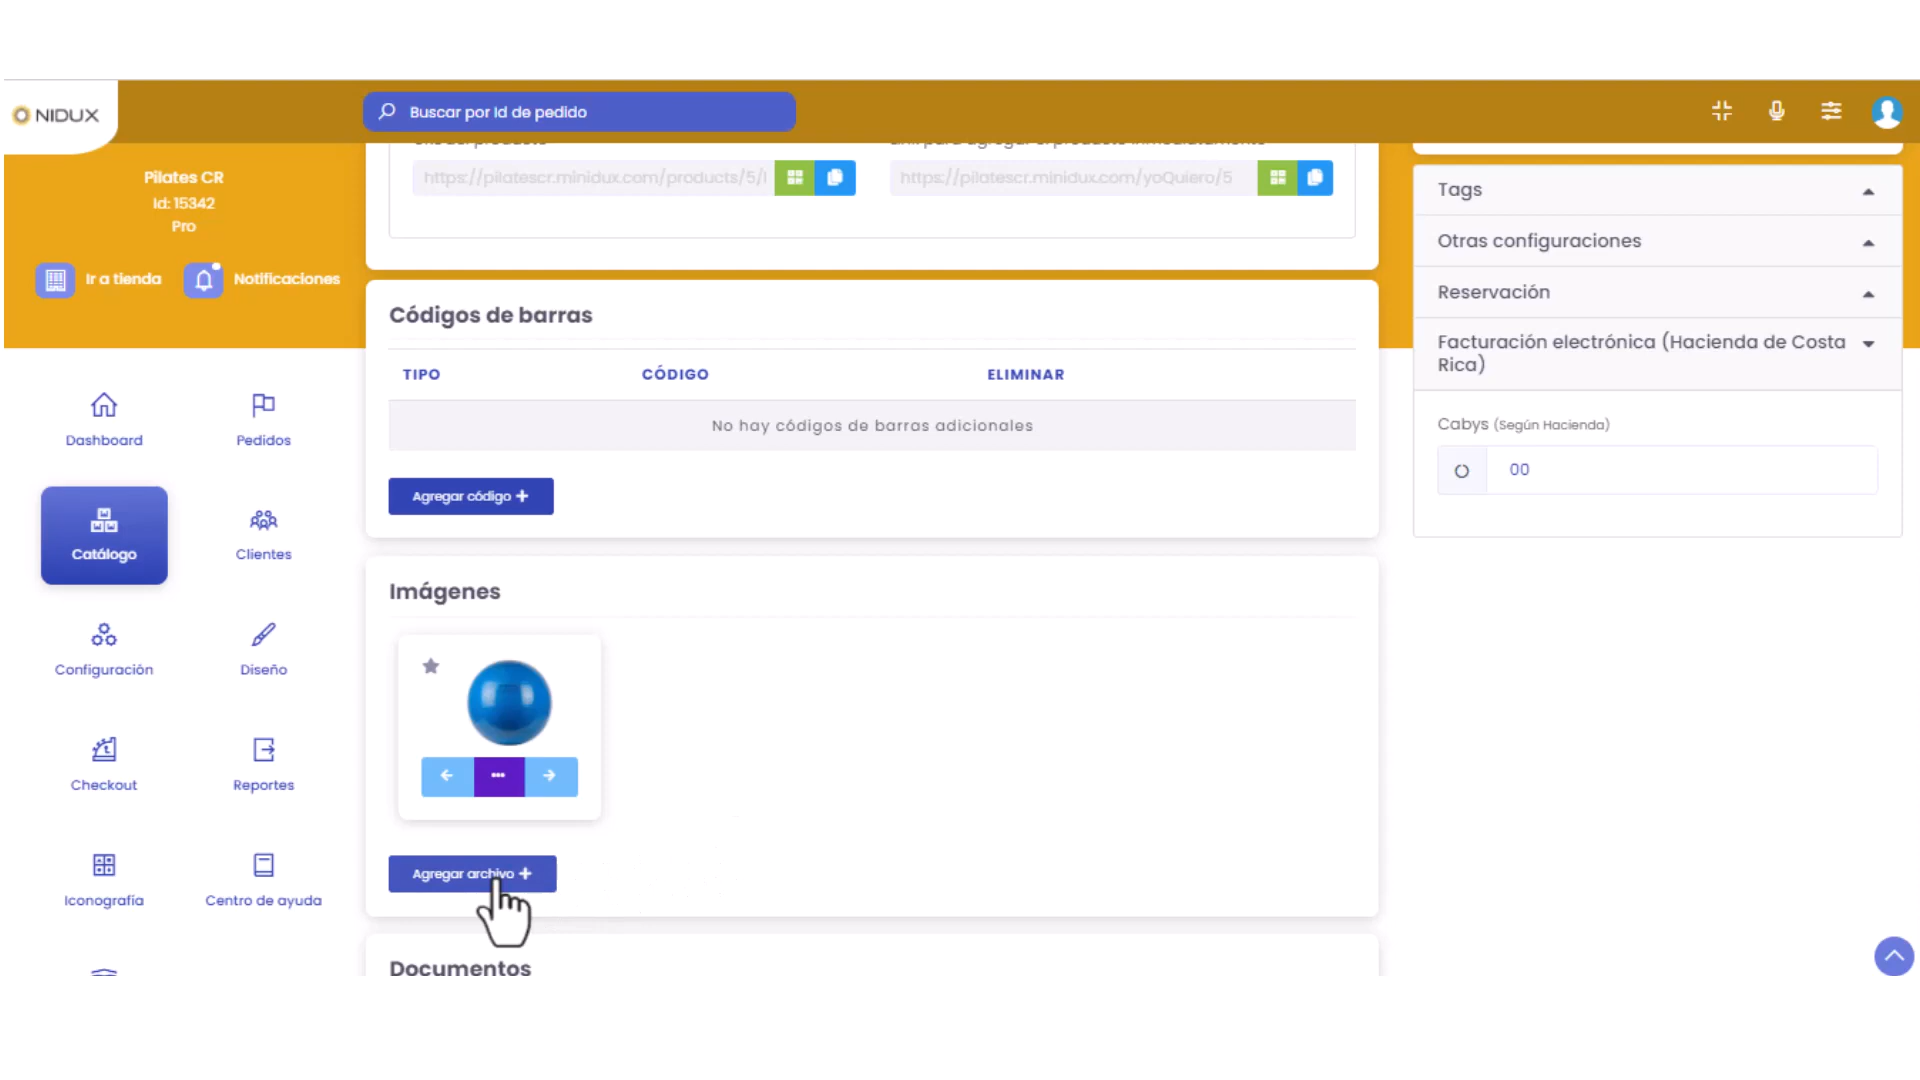 NIDUX
Buscar por Id de pedido
Pilates CR
Id: 15342
Pro
Ir a tienda
Notificaciones
Dashboard
Pedidos
Catálogo
Clientes
Configuración
Diseño
Checkout
Reportes
Iconografía
Centro de ayuda
https://pilatescr.minidux.com/products/5/
https://pilatescr.minidux.com/yoQuiero/5
Códigos de barras
TIPO CÓDIGO ELIMINAR
No hay códigos de barras adicionales
Agregar código +
Imágenes
Agregar archivo +
Documentos
Tags
Otras configuraciones
Reservación
Facturación electrónica (Hacienda de Costa
Rica)
Cabys (Según Hacienda)
00